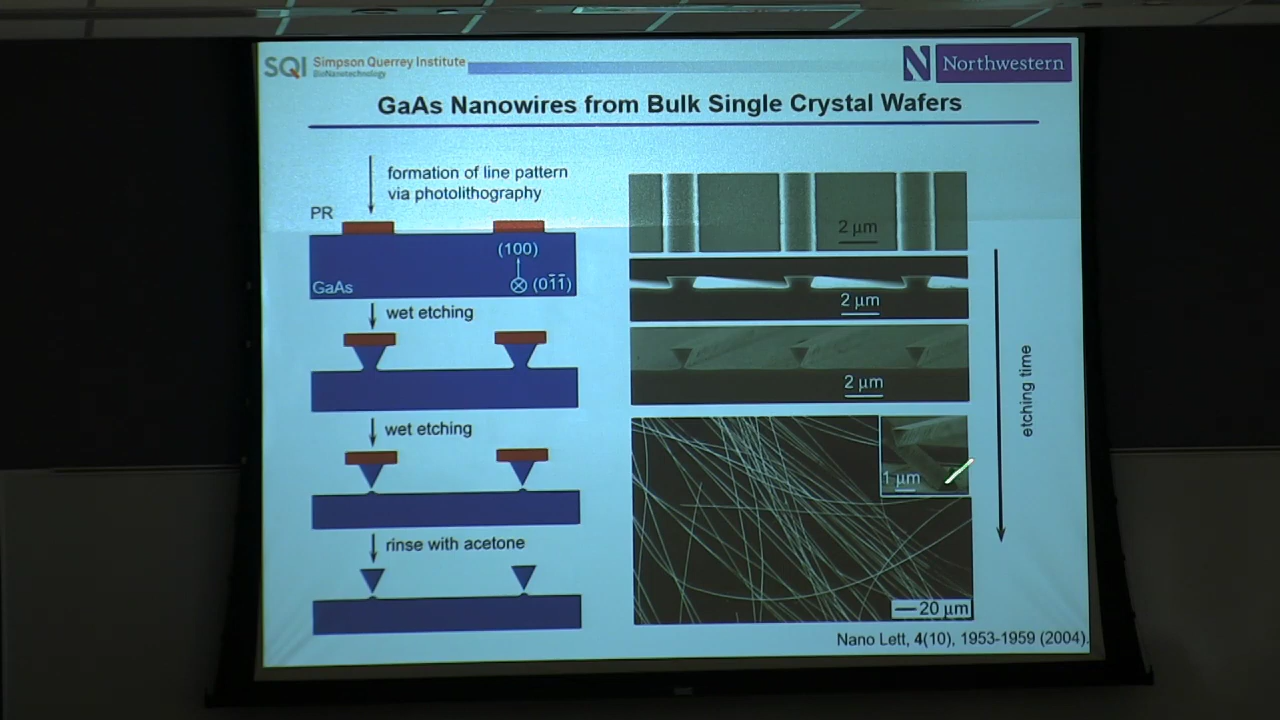 SQI Simpson Querrey Institute
BioNanotechnology
N Northwestern
GaAs Nanowires from Bulk Single Crystal Wafers
formation of line pattern
via photolithography
PR
(100)
GaAs
(01̄1̄)
wet etching
wet etching
rinse with acetone
2 µm
2 µm
2 µm
1 µm
20 µm
etching time
Nano Lett, 4(10), 1953-1959 (2004).